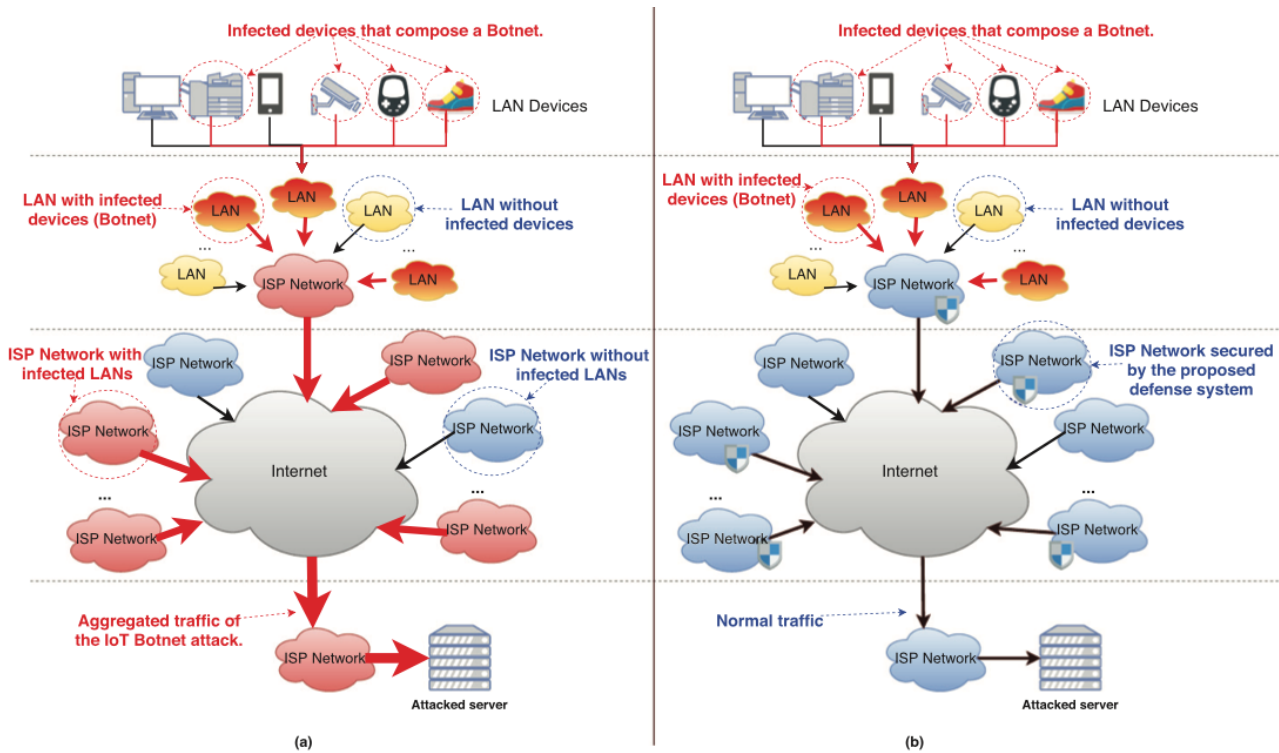 Infected devices that compose a Botnet.
LAN Devices
LAN with infected
devices (Botnet)
LAN
LAN
LAN
LAN without
infected devices
...
...
LAN
ISP Network
LAN
ISP Network with
infected LANs
ISP Network
ISP Network
ISP Network without
infected LANs
ISP Network
ISP Network
Internet
...
...
ISP Network
ISP Network
Aggregated traffic of
the IoT Botnet attack.
ISP Network
Attacked server
(a)
Infected devices that compose a Botnet.
LAN Devices
LAN with infected
devices (Botnet)
LAN
LAN
LAN
LAN without
infected devices
...
...
LAN
ISP Network
LAN
ISP Network
ISP Network
ISP Network secured
by the proposed
defense system
ISP Network
ISP Network
Internet
...
...
ISP Network
ISP Network
Normal traffic
ISP Network
Attacked server
(b)